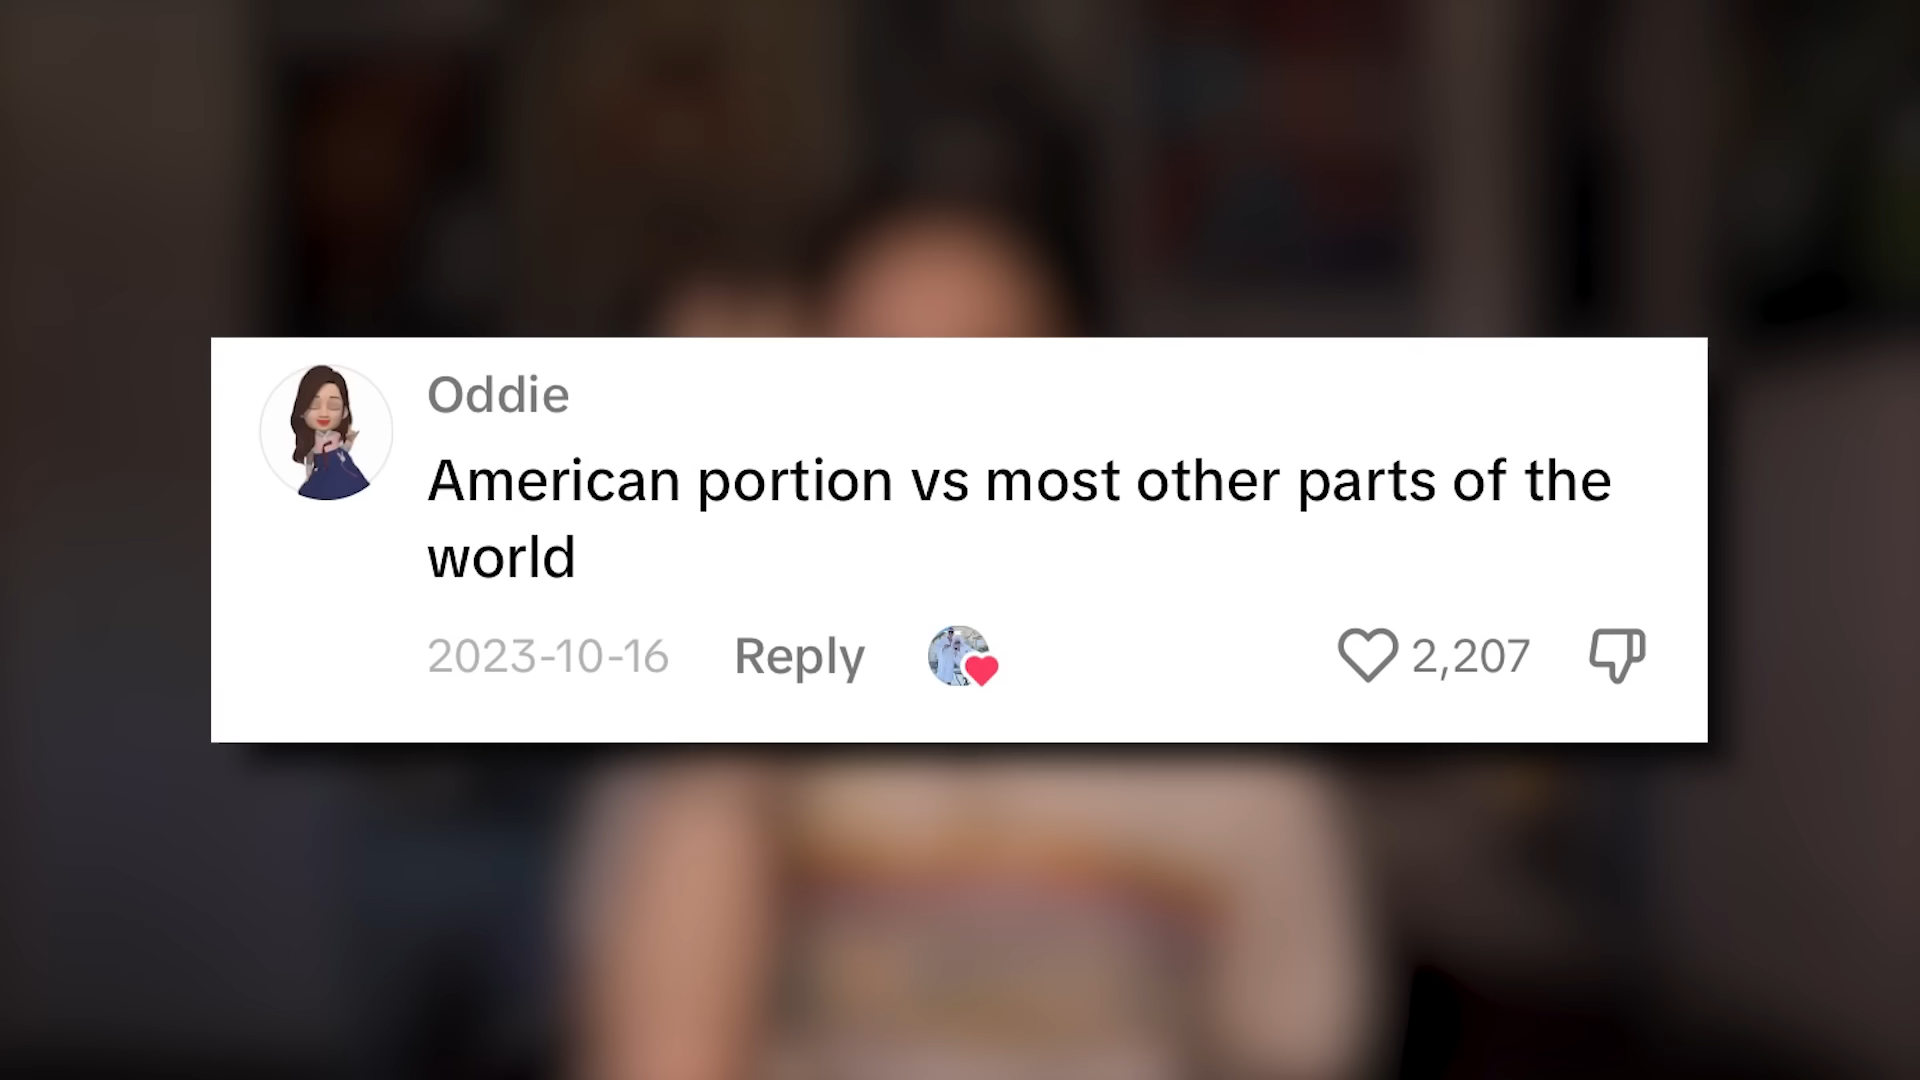 Oddie
American portion vs most other parts of the
world
2023-10-16 Reply 2,207